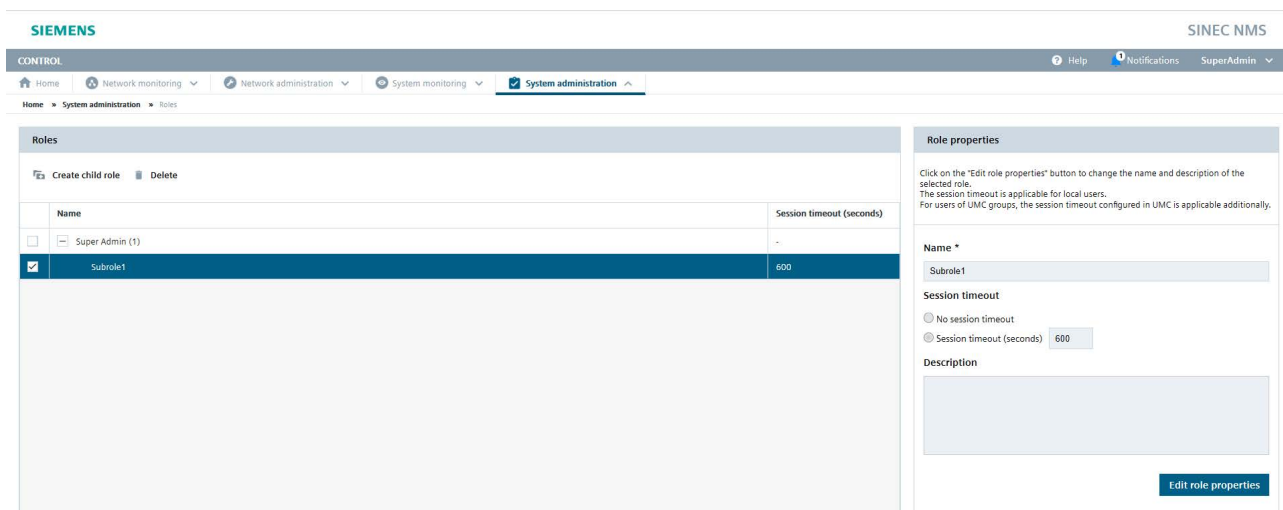 SIEMENS
SINEC NMS
CONTROL
Help
1
Notifications
SuperAdmin
Home
Network monitoring
Network administration
System monitoring
System administration
Home » System administration » Roles
Roles
Create child role
Delete
Name
Session timeout (seconds)
Super Admin (1)
-
Subrole1
600
Role properties
Click on the "Edit role properties" button to change the name and description of the
selected role.
The session timeout is applicable for local users.
For users of UMC groups, the session timeout configured in UMC is applicable additionally.
Name *
Subrole1
Session timeout
No session timeout
Session timeout (seconds)
600
Description
Edit role properties